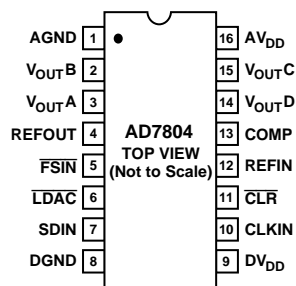 AGND 1 16 AVDD
VOUTB 2 15 VOUTC
VOUTA 3 14 VOUTD
REFOUT 4 AD7804 13 COMP
FSIN 5 TOP VIEW 12 REFIN
LDAC 6 (Not to Scale) 11 CLR
SDIN 7 10 CLKIN
DGND 8 9 DVDD